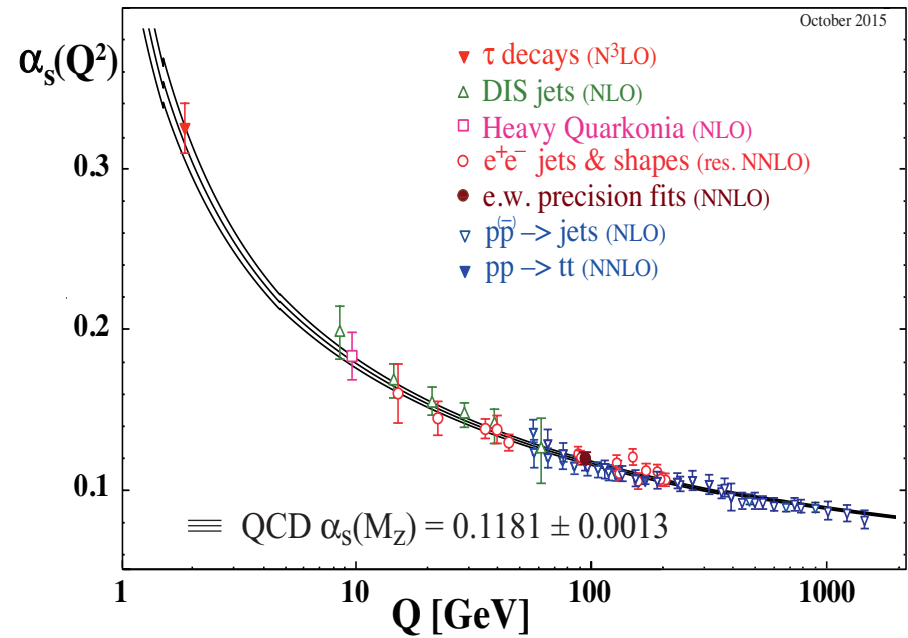 October 2015
αs(Q²)
τ decays (N³LO)
DIS jets (NLO)
Heavy Quarkonia (NLO)
e⁺e⁻ jets & shapes (res. NNLO)
e.w. precision fits (NNLO)
pp(‾) –> jets (NLO)
pp –> tt (NNLO)
0.3
0.2
0.1
QCD αs(Mz) = 0.1181 ± 0.0013
1 10 100 1000
Q [GeV]